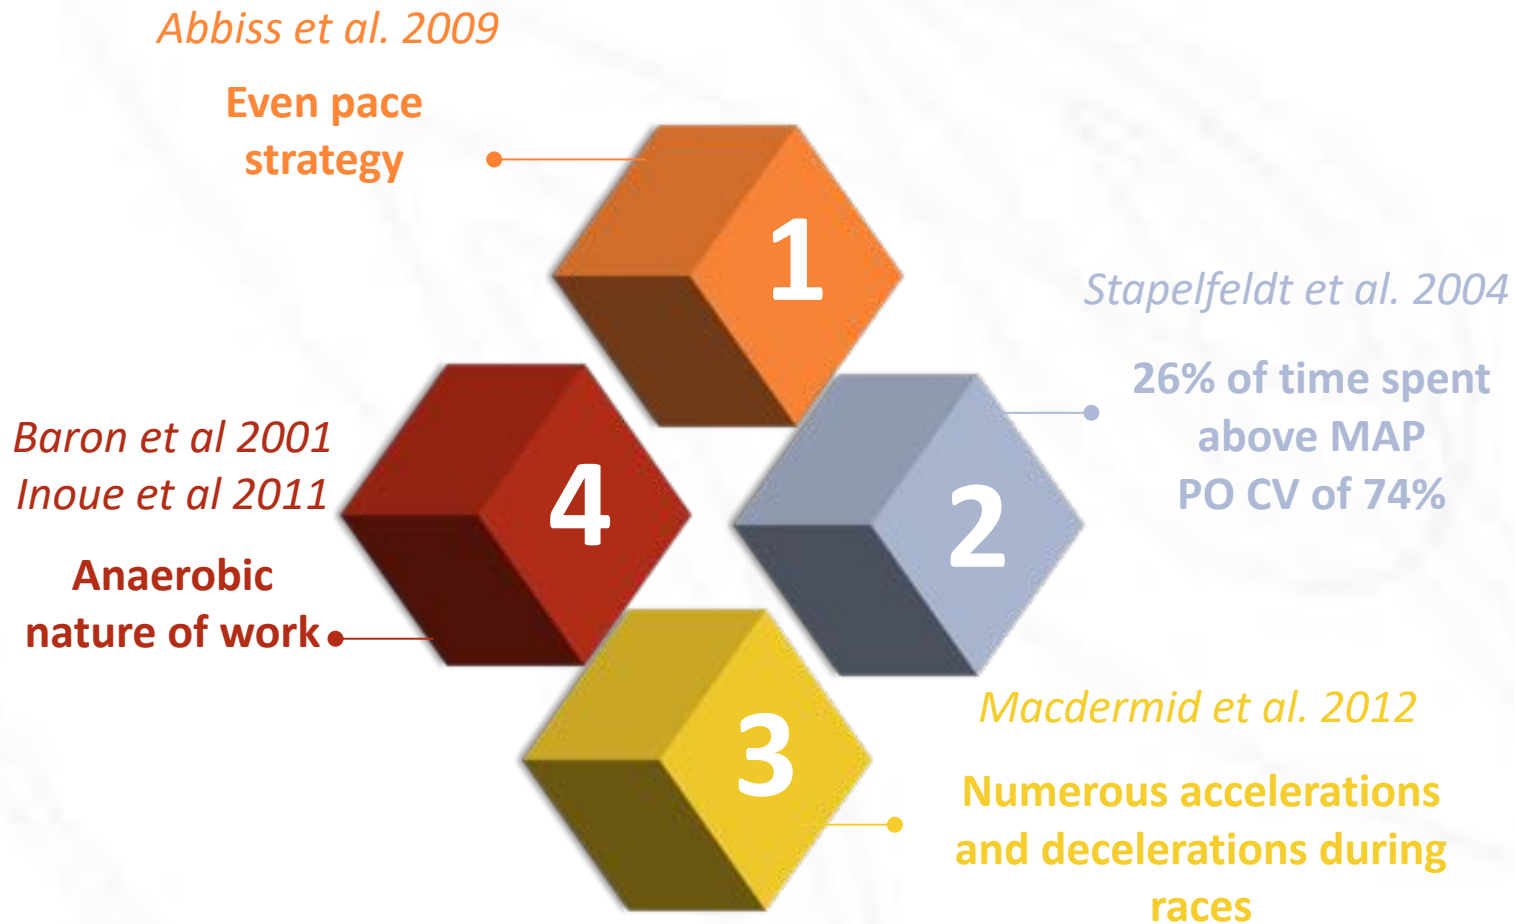 Abbiss et al. 2009
Even pace
strategy
1
Stapelfeldt et al. 2004
26% of time spent
above MAP
PO CV of 74%
2
Macdermid et al. 2012
Numerous accelerations
and decelerations during
races
3
Baron et al 2001
Inoue et al 2011
Anaerobic
nature of work
4